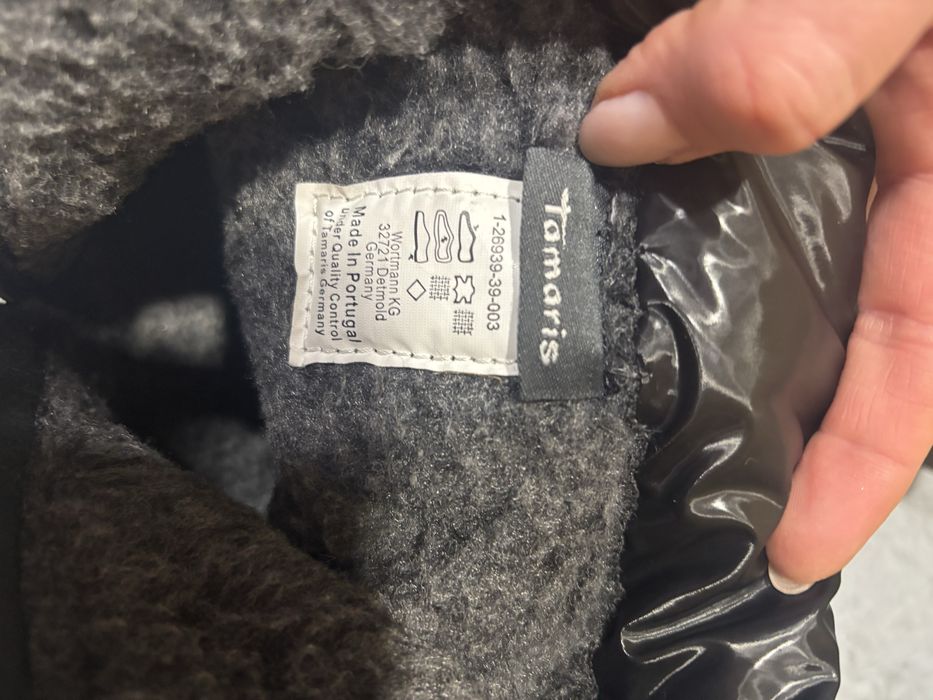 Tamaris
1-26939-39-003
Wortmann KG
32721 Detmold
Germany
Made In Portugal
Under Quality Control
of Tamaris Germany